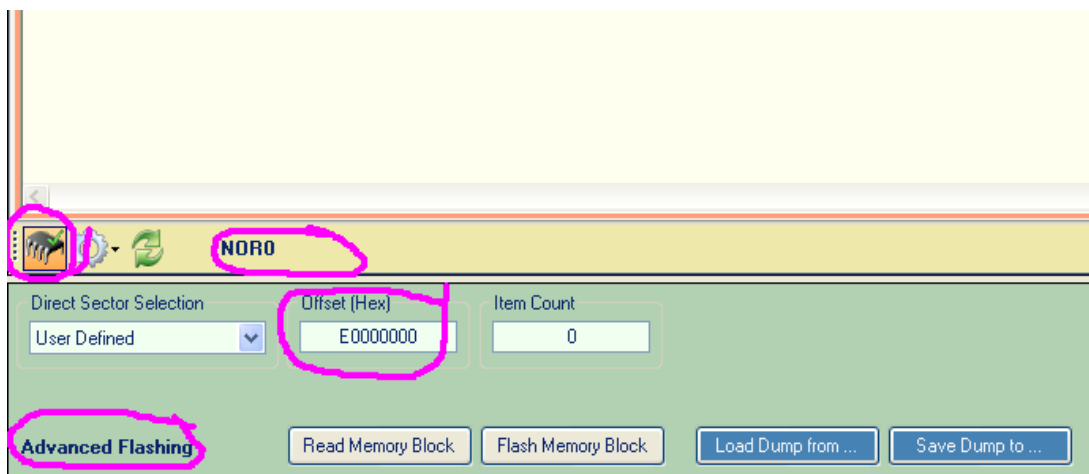 NOR0
Direct Sector Selection
Offset (Hex)
Item Count
User Defined
E0000000
0
Advanced Flashing
Read Memory Block
Flash Memory Block
Load Dump from ...
Save Dump to ...